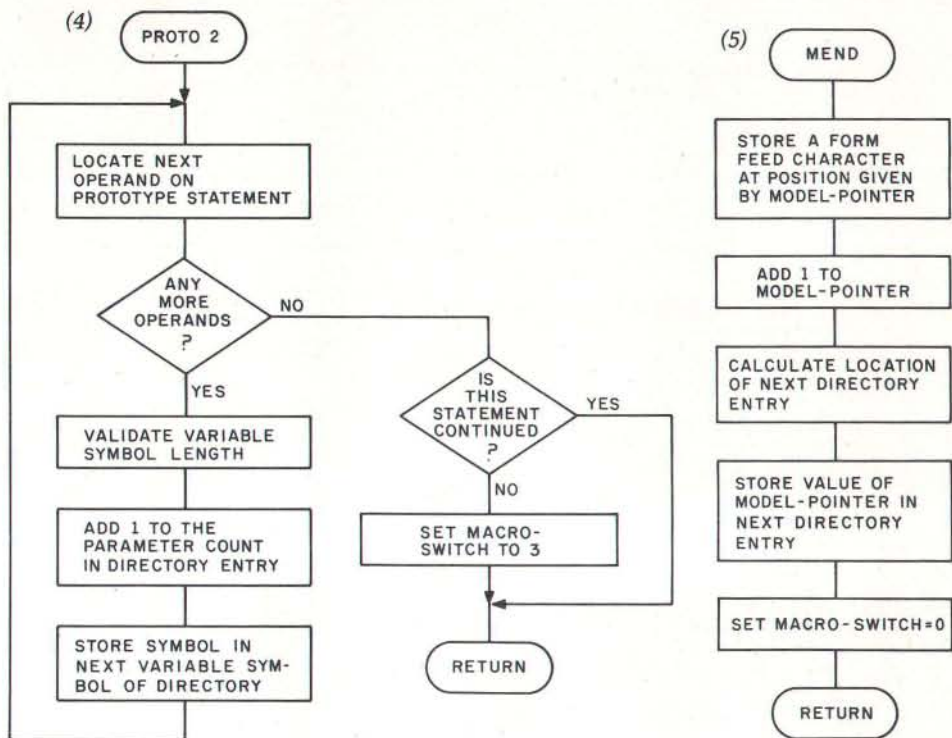 (4)
PROTO 2
LOCATE NEXT
OPERAND ON
PROTOTYPE STATEMENT
ANY
MORE
OPERANDS
?
NO
YES
VALIDATE VARIABLE
SYMBOL LENGTH
ADD 1 TO THE
PARAMETER COUNT
IN DIRECTORY ENTRY
STORE SYMBOL IN
NEXT VARIABLE SYM-
BOL OF DIRECTORY
IS
THIS
STATEMENT
CONTINUED
?
YES
NO
SET MACRO-
SWITCH TO 3
RETURN
(5)
MEND
STORE A FORM
FEED CHARACTER
AT POSITION GIVEN
BY MODEL-POINTER
ADD 1 TO
MODEL-POINTER
CALCULATE LOCATION
OF NEXT DIRECTORY
ENTRY
STORE VALUE OF
MODEL-POINTER IN
NEXT DIRECTORY
ENTRY
SET MACRO-SWITCH=0
RETURN